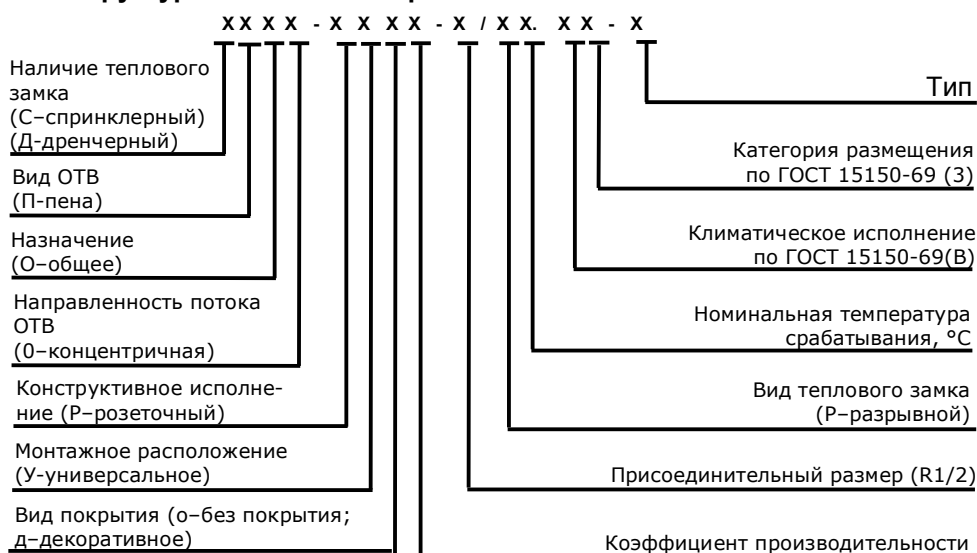 Х Х Х Х - Х Х Х Х - Х / Х Х. Х Х - Х
Наличие теплового
замка
(С–спринклерный)
(Д-дренчерный)
Вид ОТВ
(П-пена)
Назначение
(О–общее)
Направленность потока
ОТВ
(0–концентричная)
Конструктивное исполне-
ние (Р–розеточный)
Монтажное расположение
(У-универсальное)
Вид покрытия (о–без покрытия;
д–декоративное)
Тип
Категория размещения
по ГОСТ 15150-69 (3)
Климатическое исполнение
по ГОСТ 15150-69(В)
Номинальная температура
срабатывания, °С
Вид теплового замка
(Р–разрывной)
Присоединительный размер (R1/2)
Коэффициент производительности